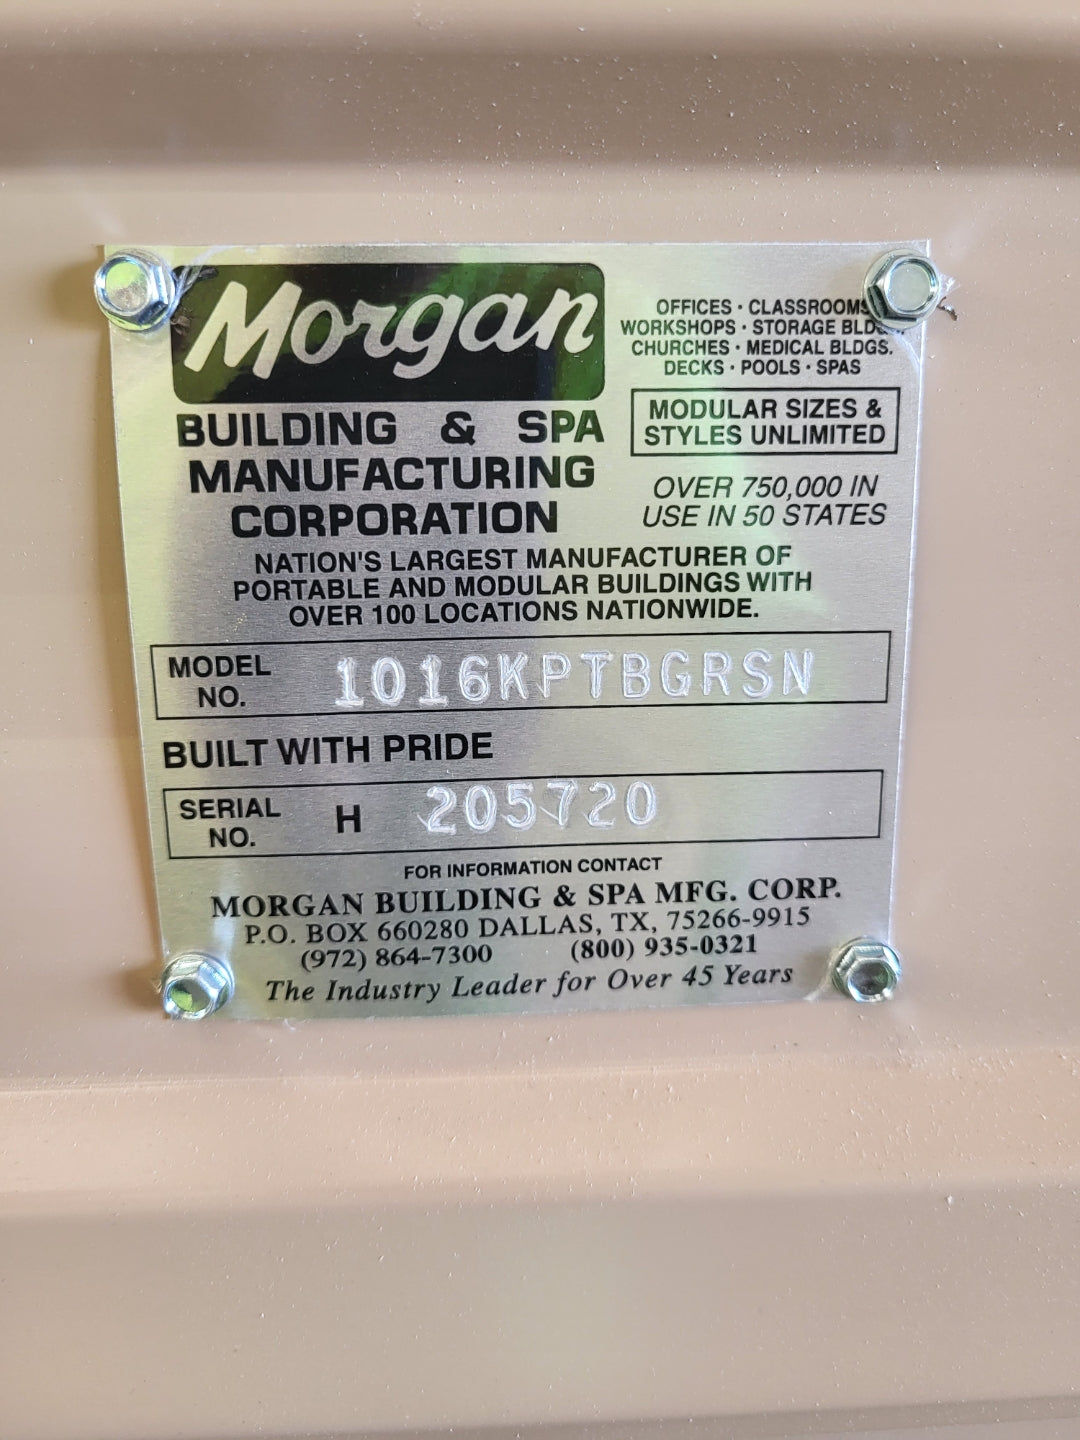 Morgan
BUILDING & SPA
MANUFACTURING
CORPORATION
OFFICES · CLASSROOMS
WORKSHOPS · STORAGE
CHURCHES · MEDICAL BLDGS.
DECKS · POOLS · SPAS
MODULAR SIZES &
STYLES UNLIMITED
OVER 750,000 IN
USE IN 50 STATES
NATION'S LARGEST MANUFACTURER OF
PORTABLE AND MODULAR BUILDINGS WITH
OVER 100 LOCATIONS NATIONWIDE.
MODEL NO. 1016KPTBGRSN
BUILT WITH PRIDE
SERIAL NO. H 205720
FOR INFORMATION CONTACT
MORGAN BUILDING & SPA MFG. CORP.
P.O. BOX 660280 DALLAS, TX, 75266-9915
(972) 864-7300 (800) 935-0321
The Industry Leader for Over 45 Years